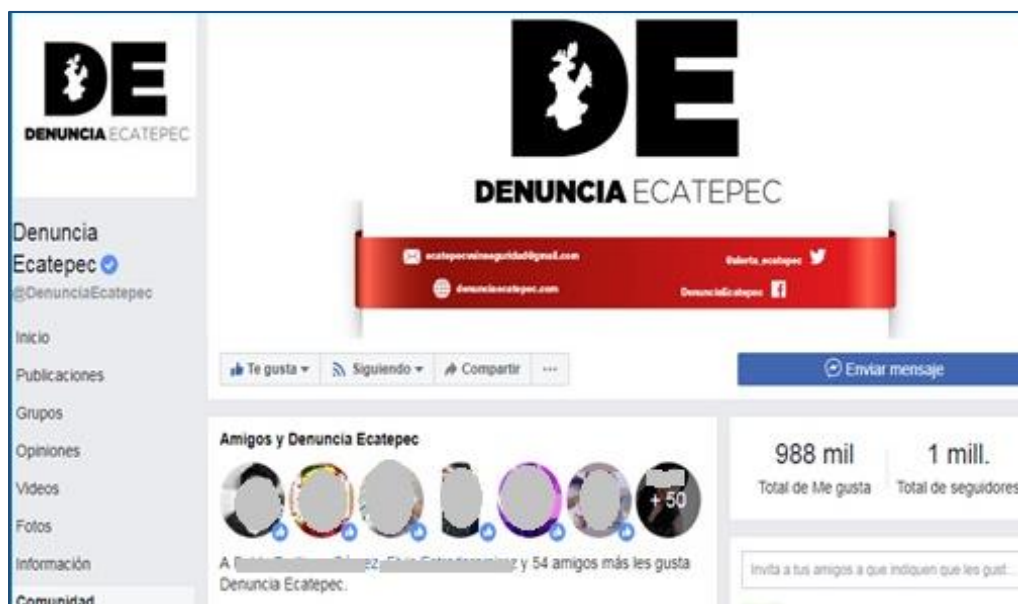 DE
DENUNCIA ECATEPEC
Denuncia
Ecatepec
@DenunciaEcatepec
Inicio
Publicaciones
Grupos
Opiniones
Videos
Fotos
Información
Comunidad
DE
DENUNCIA ECATEPEC
@alerta_ecatepec
denunciaecatepec.com
DenunciaEcatepec
Te gusta
Siguiendo
Compartir
...
Enviar mensaje
Amigos y Denuncia Ecatepec
+ 50
A y 54 amigos más les gusta
Denuncia Ecatepec.
988 mil
Total de Me gusta
1 mill.
Total de seguidores
Invita a tus amigos a que indiquen que les gust...